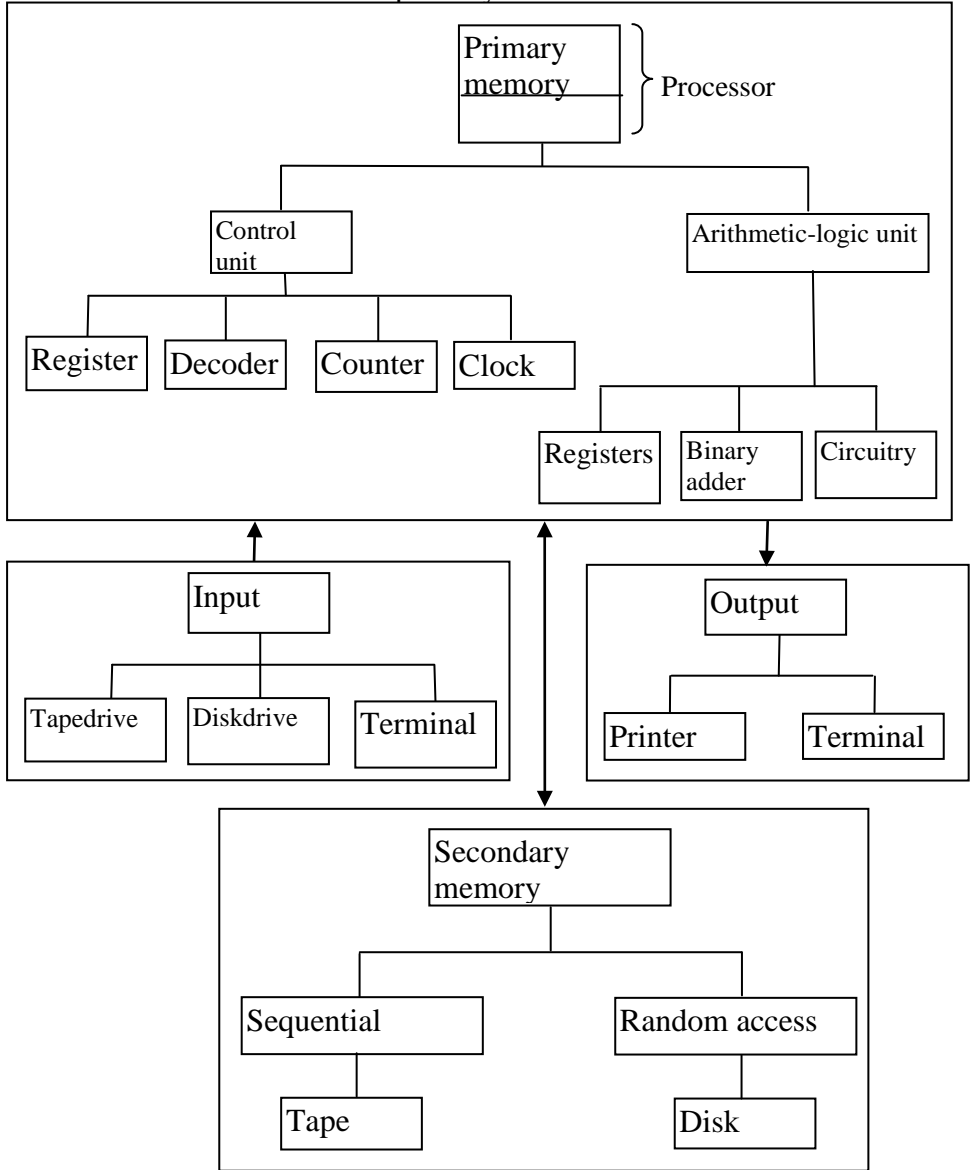 Primary
memory
Processor
Control
unit
Arithmetic-logic unit
Register
Decoder
Counter
Clock
Registers
Binary
adder
Circuitry
Input
Output
Tapedrive
Diskdrive
Terminal
Printer
Terminal
Secondary
memory
Sequential
Random access
Tape
Disk